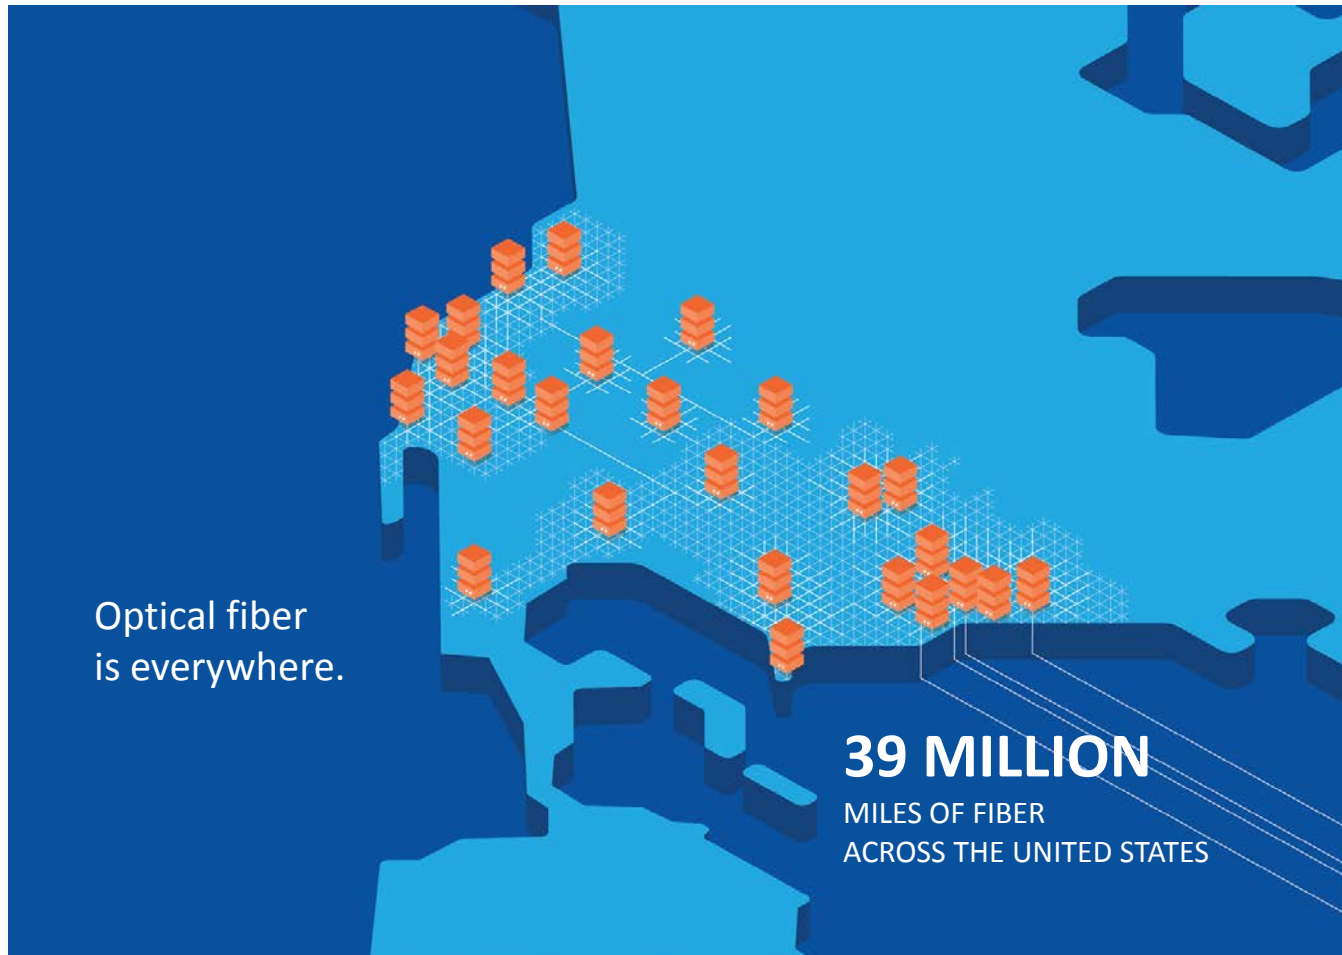 Optical fiber
is everywhere.
39 MILLION
MILES OF FIBER
ACROSS THE UNITED STATES